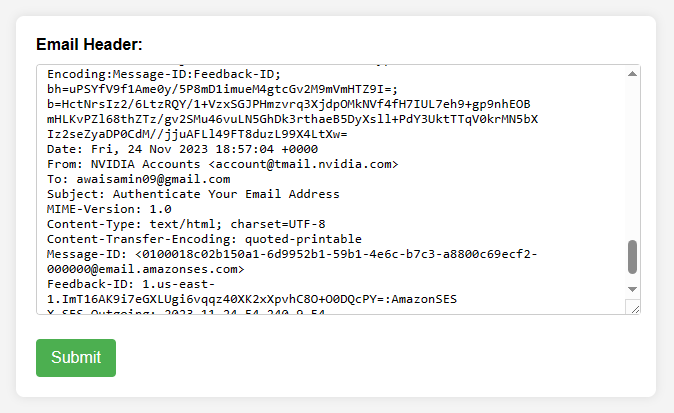 Email Header:
Encoding:Message-ID:Feedback-ID;
bh=uPSYfV9f1Ame0y/5P8mD1imueM4gtcGv2M9mVmHTZ9I=;
b=HctNrsIz2/6LtzRQY/1+VzxSGJPHmzvrq3XjdpOMkNVf4fH7IUL7eh9+gp9nhEOB
mHLKvPZl68thZTz/gv2SMu46vuLN5GhDk3rthaeB5DyXsll+PdY3UktTTqV0krMN5bX
Iz2seZyaDP0CdM//jjuAFLl49FT8duzL99X4LtXw=
Date: Fri, 24 Nov 2023 18:57:04 +0000
From: NVIDIA Accounts <account@tmail.nvidia.com>
To: awaisamin09@gmail.com
Subject: Authenticate Your Email Address
MIME-Version: 1.0
Content-Type: text/html; charset=UTF-8
Content-Transfer-Encoding: quoted-printable
Message-ID: <0100018c02b150a1-6d9952b1-59b1-4e6c-b7c3-a8800c69ecf2-
000000@email.amazonses.com>
Feedback-ID: 1.us-east-
1.ImT16AK9i7eGXLUgi6vqqz40XK2xXpvhC8O+O0DQcPY=:AmazonSES
X-SES-Outgoing: 2023.11.24-54.240.9.54
Submit